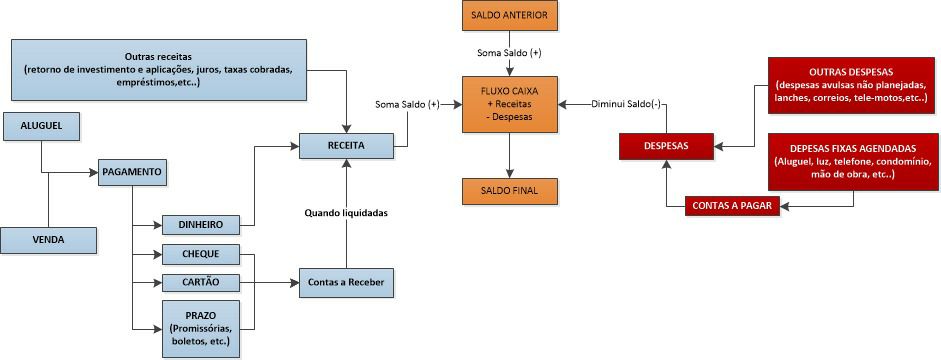 SALDO ANTERIOR
Soma Saldo (+)
Outras receitas
(retorno de investimento e aplicações, juros, taxas cobradas,
empréstimos,etc..)
FLUXO CAIXA
+ Receitas
- Despesas
Soma Saldo (+)
Diminui Saldo(-)
OUTRAS DESPESAS
(despesas avulsas não planejadas,
lanches, correios, tele-motos,etc..)
ALUGUEL
RECEITA
DESPESAS
DEPESAS FIXAS AGENDADAS
(Aluguel, luz, telefone, condomínio,
mão de obra, etc..)
PAGAMENTO
SALDO FINAL
CONTAS A PAGAR
Quando liquidadas
VENDA
DINHEIRO
CHEQUE
CARTÃO
Contas a Receber
PRAZO
(Promissórias,
boletos, etc.)